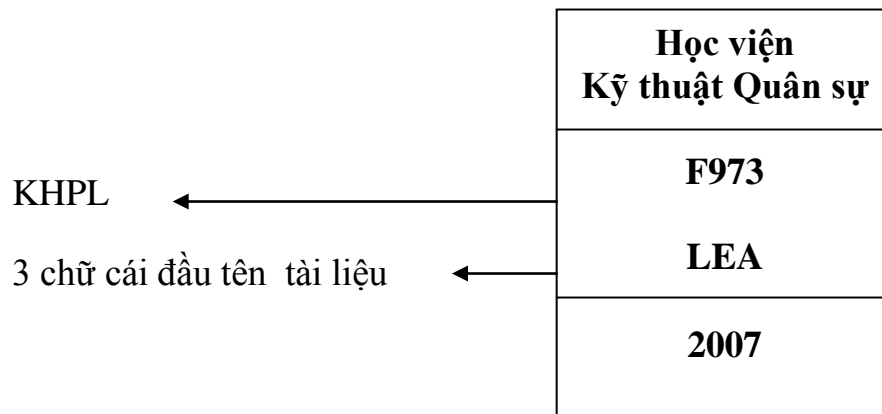 Học viện
Kỹ thuật Quân sự
F973
KHPL
LEA
3 chữ cái đầu tên tài liệu
2007